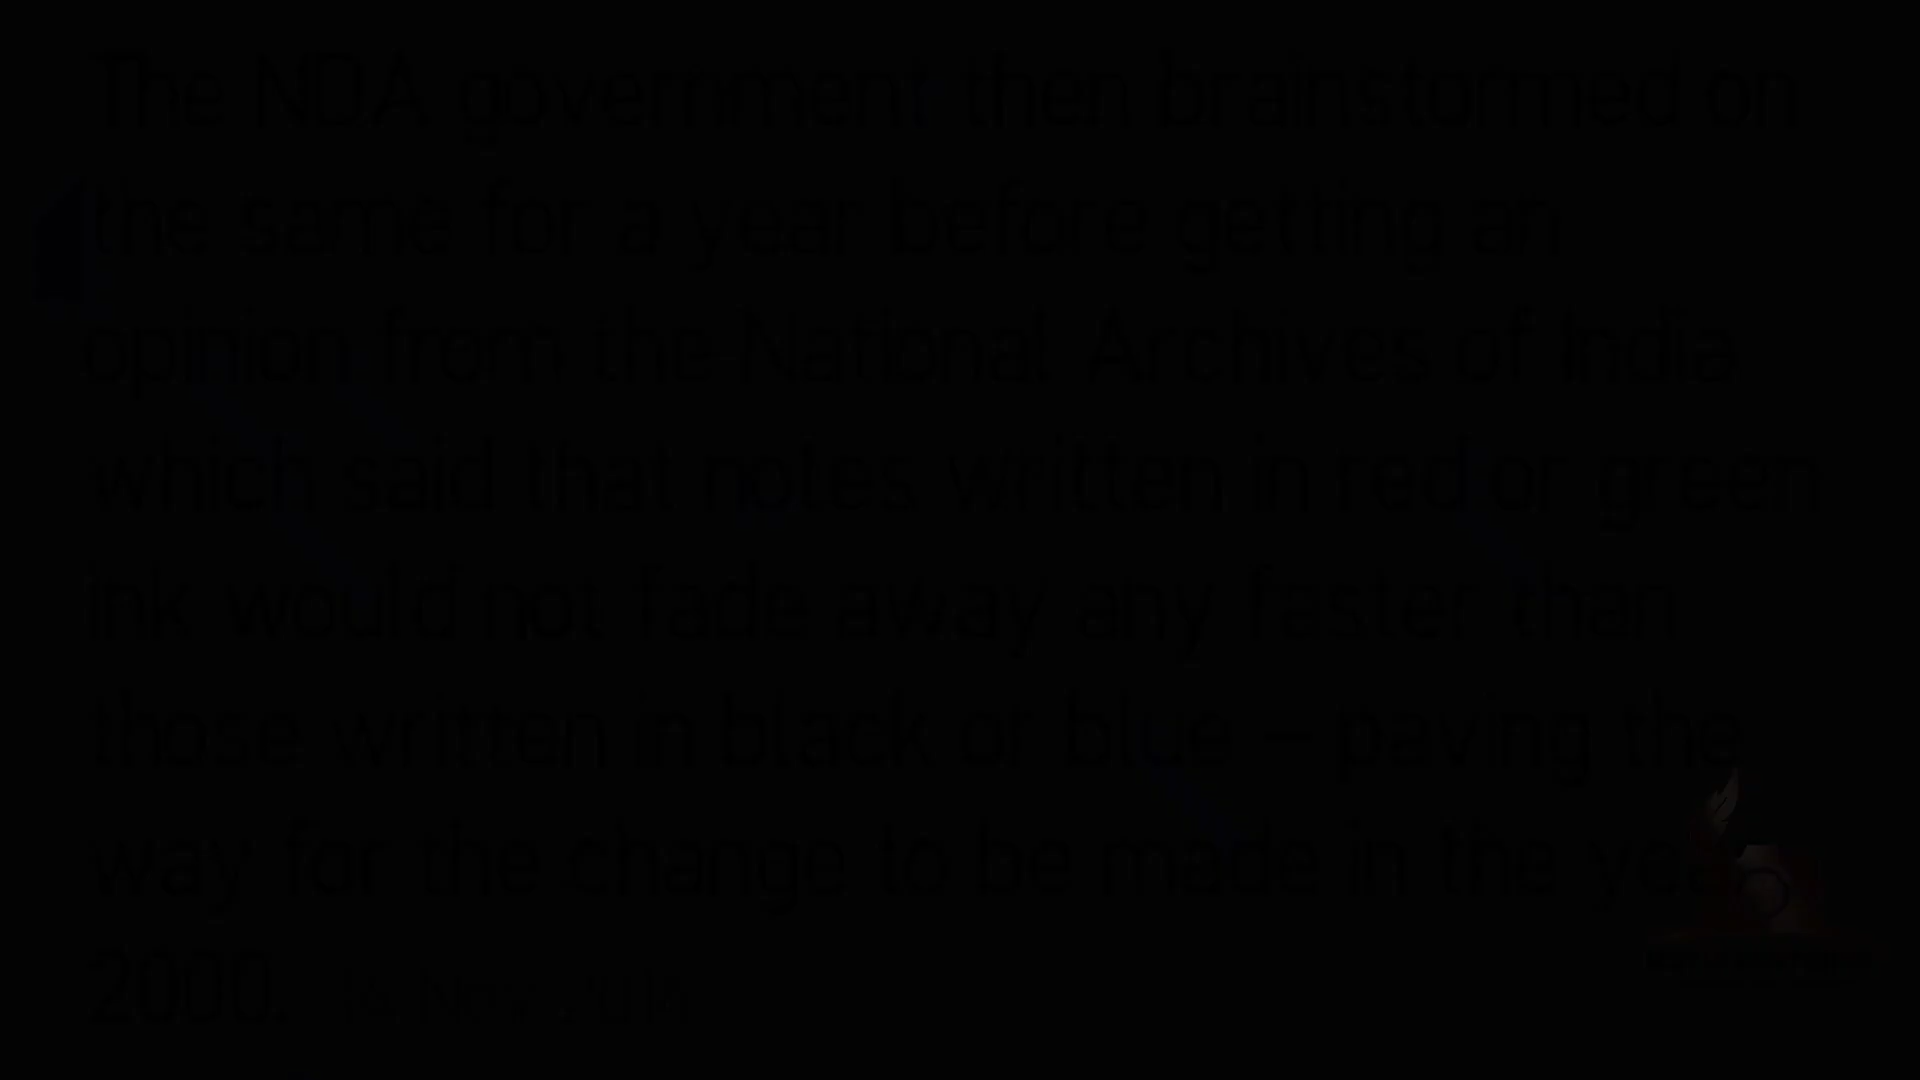 The NDA government then brainstormed on
the same for a year before getting an
opinion from the National Archives of India
which said that notes written in red or green
ink would not fade away any faster than
those written in black or blue – paving the
way for the change to be made in the year
2000.